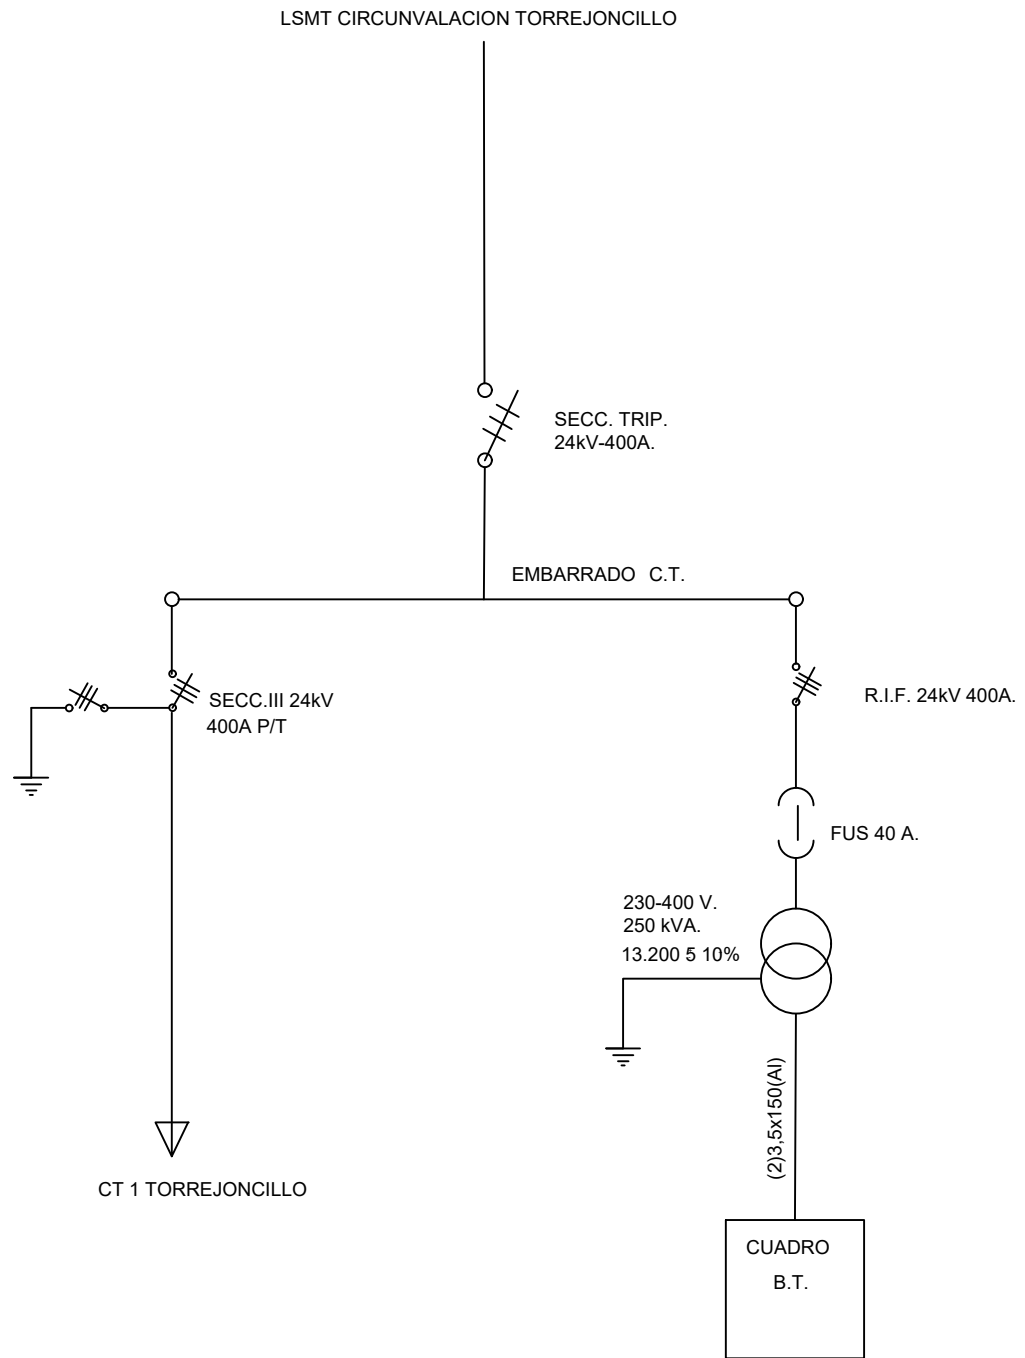 LSMT CIRCUNVALACION TORREJONCILLO
SECC. TRIP.
24kV-400A.
EMBARRADO C.T.
SECC.III 24kV
400A P/T
R.I.F. 24kV 400A.
FUS 40 A.
230-400 V.
250 kVA.
13.200 5 10%
(2)3,5x150(Al)
CT 1 TORREJONCILLO
CUADRO
B.T.